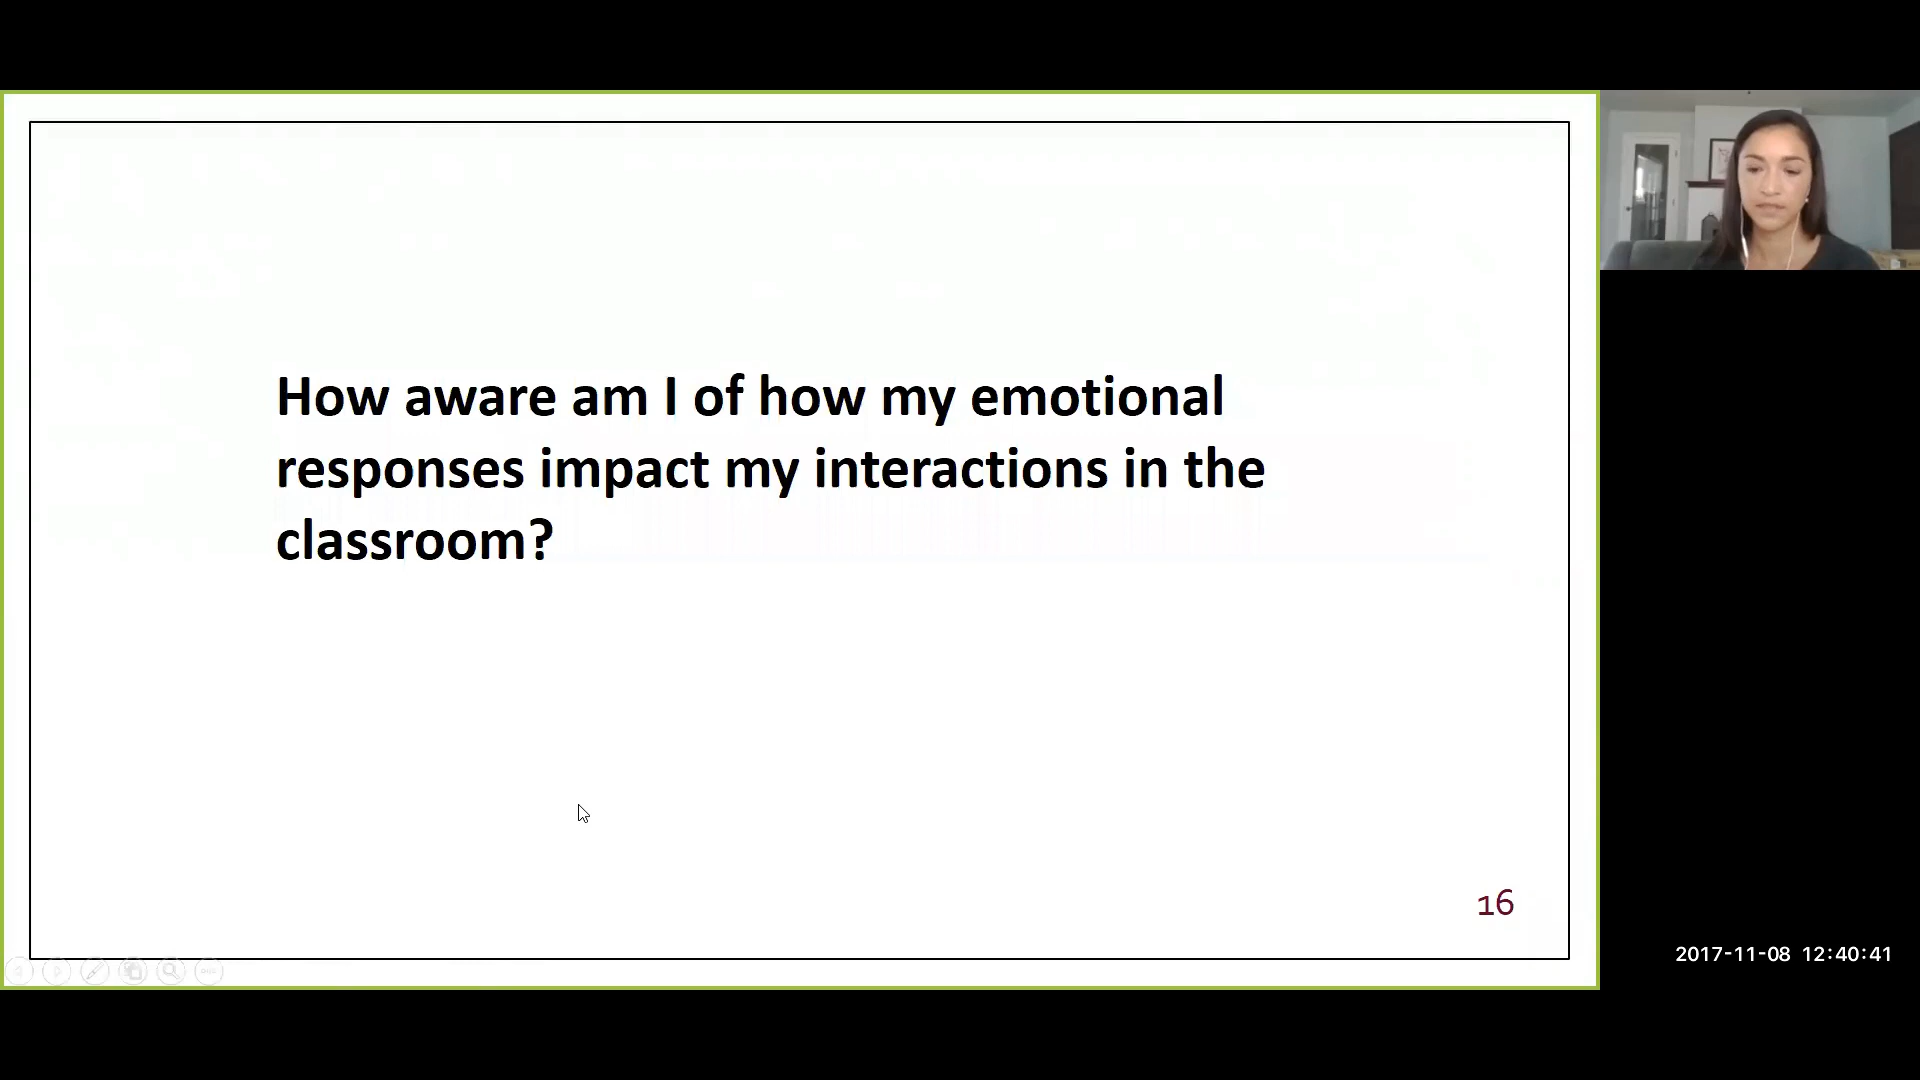 How aware am I of how my emotional
responses impact my interactions in the
classroom?
16
2017-11-08 12:40:41